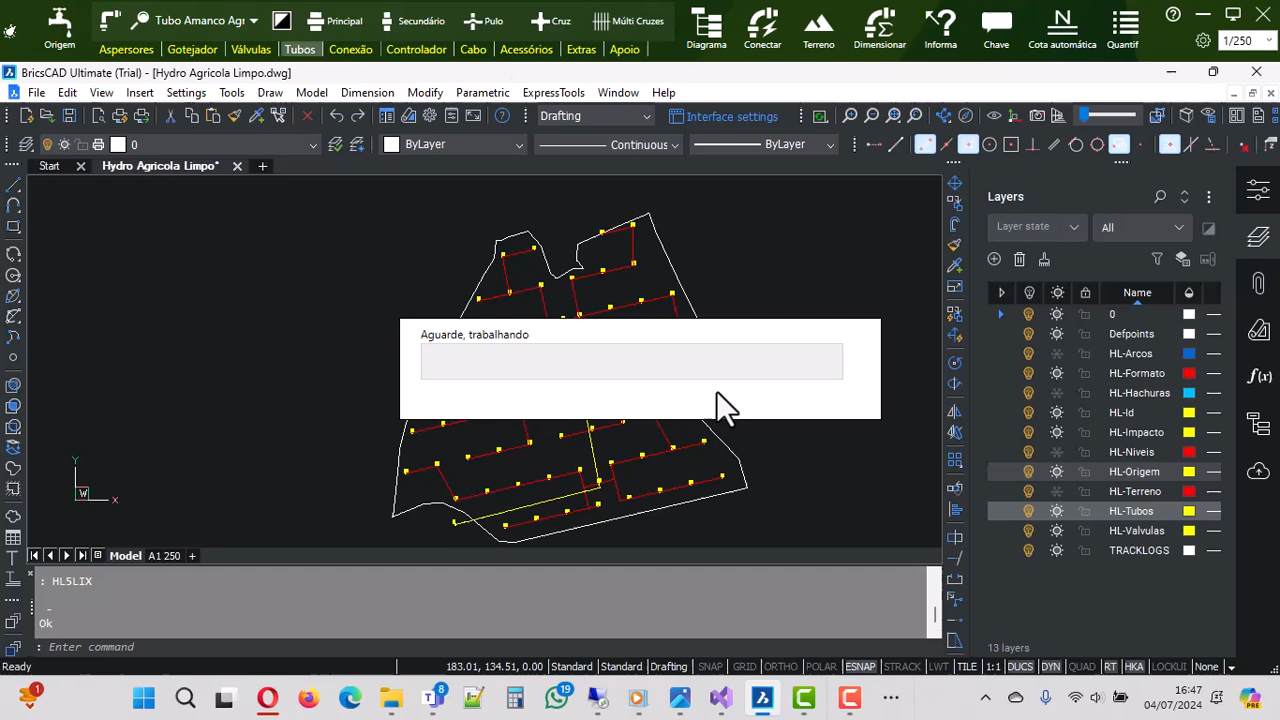 Tubo Amanco Agr
Principal
Secundário
Pulo
Cruz
Múlti Cruzes
1/250
Origem
Aspersores
Gotejador
Válvulas
Tubos
Conexão
Controlador
Cabo
Acessórios
Extras
Apoio
Diagrama
Conectar
Terreno
Dimensionar
Informa
Chave
Cota automática
Quantif
BricsCAD Ultimate (Trial) - [Hydro Agricola Limpo.dwg]
File Edit View Insert Settings Tools Draw Model Dimension Modify Parametric ExpressTools Window Help
Drafting
Interface settings
0
ByLayer
Continuous
ByLayer
Start
Hydro Agricola Limpo*
Layers
Layer state
All
Name
0
Defpoints
HL-Arcos
HL-Formato
HL-Hachuras
HL-Id
HL-Impacto
HL-Niveis
HL-Origem
HL-Terreno
HL-Tubos
HL-Valvulas
TRACKLOGS
13 layers
Aguarde, trabalhando
Y
W
X
Model
A1 250
: HL5LIX
-
Ok
: Enter command
Ready
183.01, 134.51, 0.00 Standard Standard Drafting SNAP GRID ORTHO POLAR ESNAP STRACK LWT TILE 1:1 DUCS DYN QUAD RT HKA LOCKUI None
1
8
19
16:47
04/07/2024
PRE